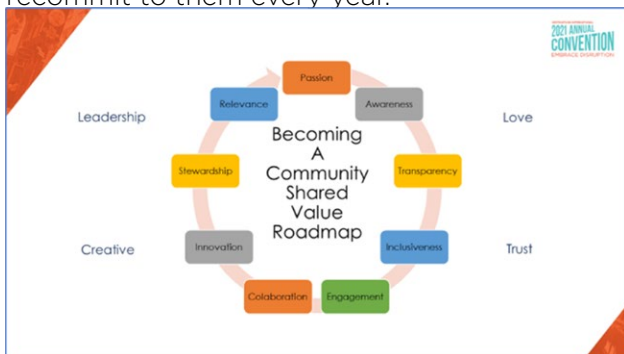 recommit to them every year.
2021 ANNUAL
CONVENTION
EMBRACE DISRUPTION
Passion
Relevance
Awareness
Leadership
Love
Becoming
A
Community
Shared
Value
Roadmap
Stewardship
Transparency
Creative
Innovation
Inclusiveness
Trust
Colaboration
Engagement